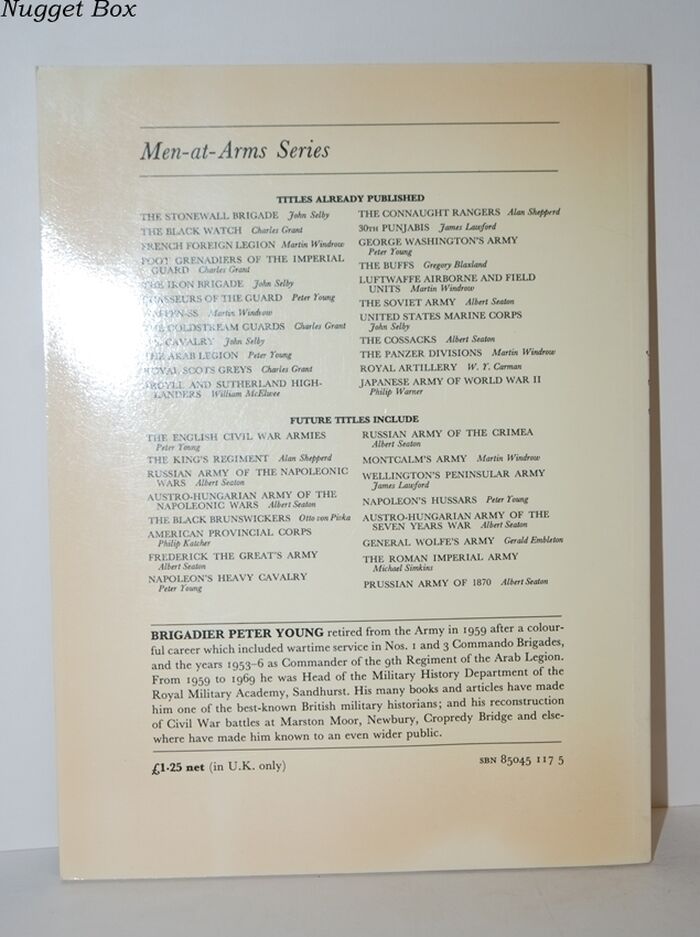 Nugget Box
Men-at-Arms Series
TITLES ALREADY PUBLISHED
THE STONEWALL BRIGADE John Selby
THE BLACK WATCH Charles Grant
FRENCH FOREIGN LEGION Martin Windrow
FOOT GRENADIERS OF THE IMPERIAL
GUARD Charles Grant
THE IRON BRIGADE John Selby
CHASSEURS OF THE GUARD Peter Young
WAFFEN-SS Martin Windrow
THE COLDSTREAM GUARDS Charles Grant
CAVALRY John Selby
THE ARAB LEGION Peter Young
ROYAL SCOTS GREYS Charles Grant
ARGYLL AND SUTHERLAND HIGH-
LANDERS William McElwee
THE CONNAUGHT RANGERS Alan Shepperd
30TH PUNJABIS James Lawford
GEORGE WASHINGTON'S ARMY
Peter Young
THE BUFFS Gregory Blaxland
LUFTWAFFE AIRBORNE AND FIELD
UNITS Martin Windrow
THE SOVIET ARMY Albert Seaton
UNITED STATES MARINE CORPS
John Selby
THE COSSACKS Albert Seaton
THE PANZER DIVISIONS Martin Windrow
ROYAL ARTILLERY W. Y. Carman
JAPANESE ARMY OF WORLD WAR II
Philip Warner
FUTURE TITLES INCLUDE
THE ENGLISH CIVIL WAR ARMIES
Peter Young
THE KING'S REGIMENT Alan Shepperd
RUSSIAN ARMY OF THE NAPOLEONIC
WARS Albert Seaton
AUSTRO-HUNGARIAN ARMY OF THE
NAPOLEONIC WARS Albert Seaton
THE BLACK BRUNSWICKERS Otto von Pivka
AMERICAN PROVINCIAL CORPS
Philip Katcher
FREDERICK THE GREAT'S ARMY
Albert Seaton
NAPOLEON'S HEAVY CAVALRY
Peter Young
RUSSIAN ARMY OF THE CRIMEA
Albert Seaton
MONTCALM'S ARMY Martin Windrow
WELLINGTON'S PENINSULAR ARMY
James Lawford
NAPOLEON'S HUSSARS Peter Young
AUSTRO-HUNGARIAN ARMY OF THE
SEVEN YEARS WAR Albert Seaton
GENERAL WOLFE'S ARMY Gerald Embleton
THE ROMAN IMPERIAL ARMY
Michael Simkins
PRUSSIAN ARMY OF 1870 Albert Seaton
BRIGADIER PETER YOUNG retired from the Army in 1959 after a colour-
ful career which included wartime service in Nos. 1 and 3 Commando Brigades,
and the years 1953–6 as Commander of the 9th Regiment of the Arab Legion.
From 1959 to 1969 he was Head of the Military History Department of the
Royal Military Academy, Sandhurst. His many books and articles have made
him one of the best-known British military historians; and his reconstruction
of Civil War battles at Marston Moor, Newbury, Cropredy Bridge and else-
where have made him known to an even wider public.
£1·25 net (in U.K. only)
SBN 85045 117 5